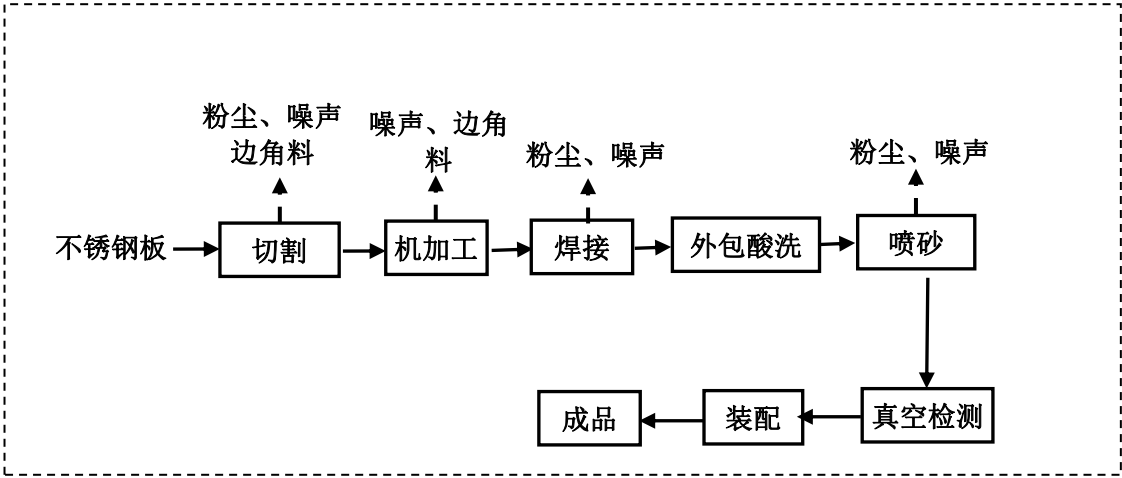 粉尘、噪声
边角料
噪声、边角
料
粉尘、噪声
粉尘、噪声
不锈钢板
切割
机加工
焊接
外包酸洗
喷砂
成品
装配
真空检测